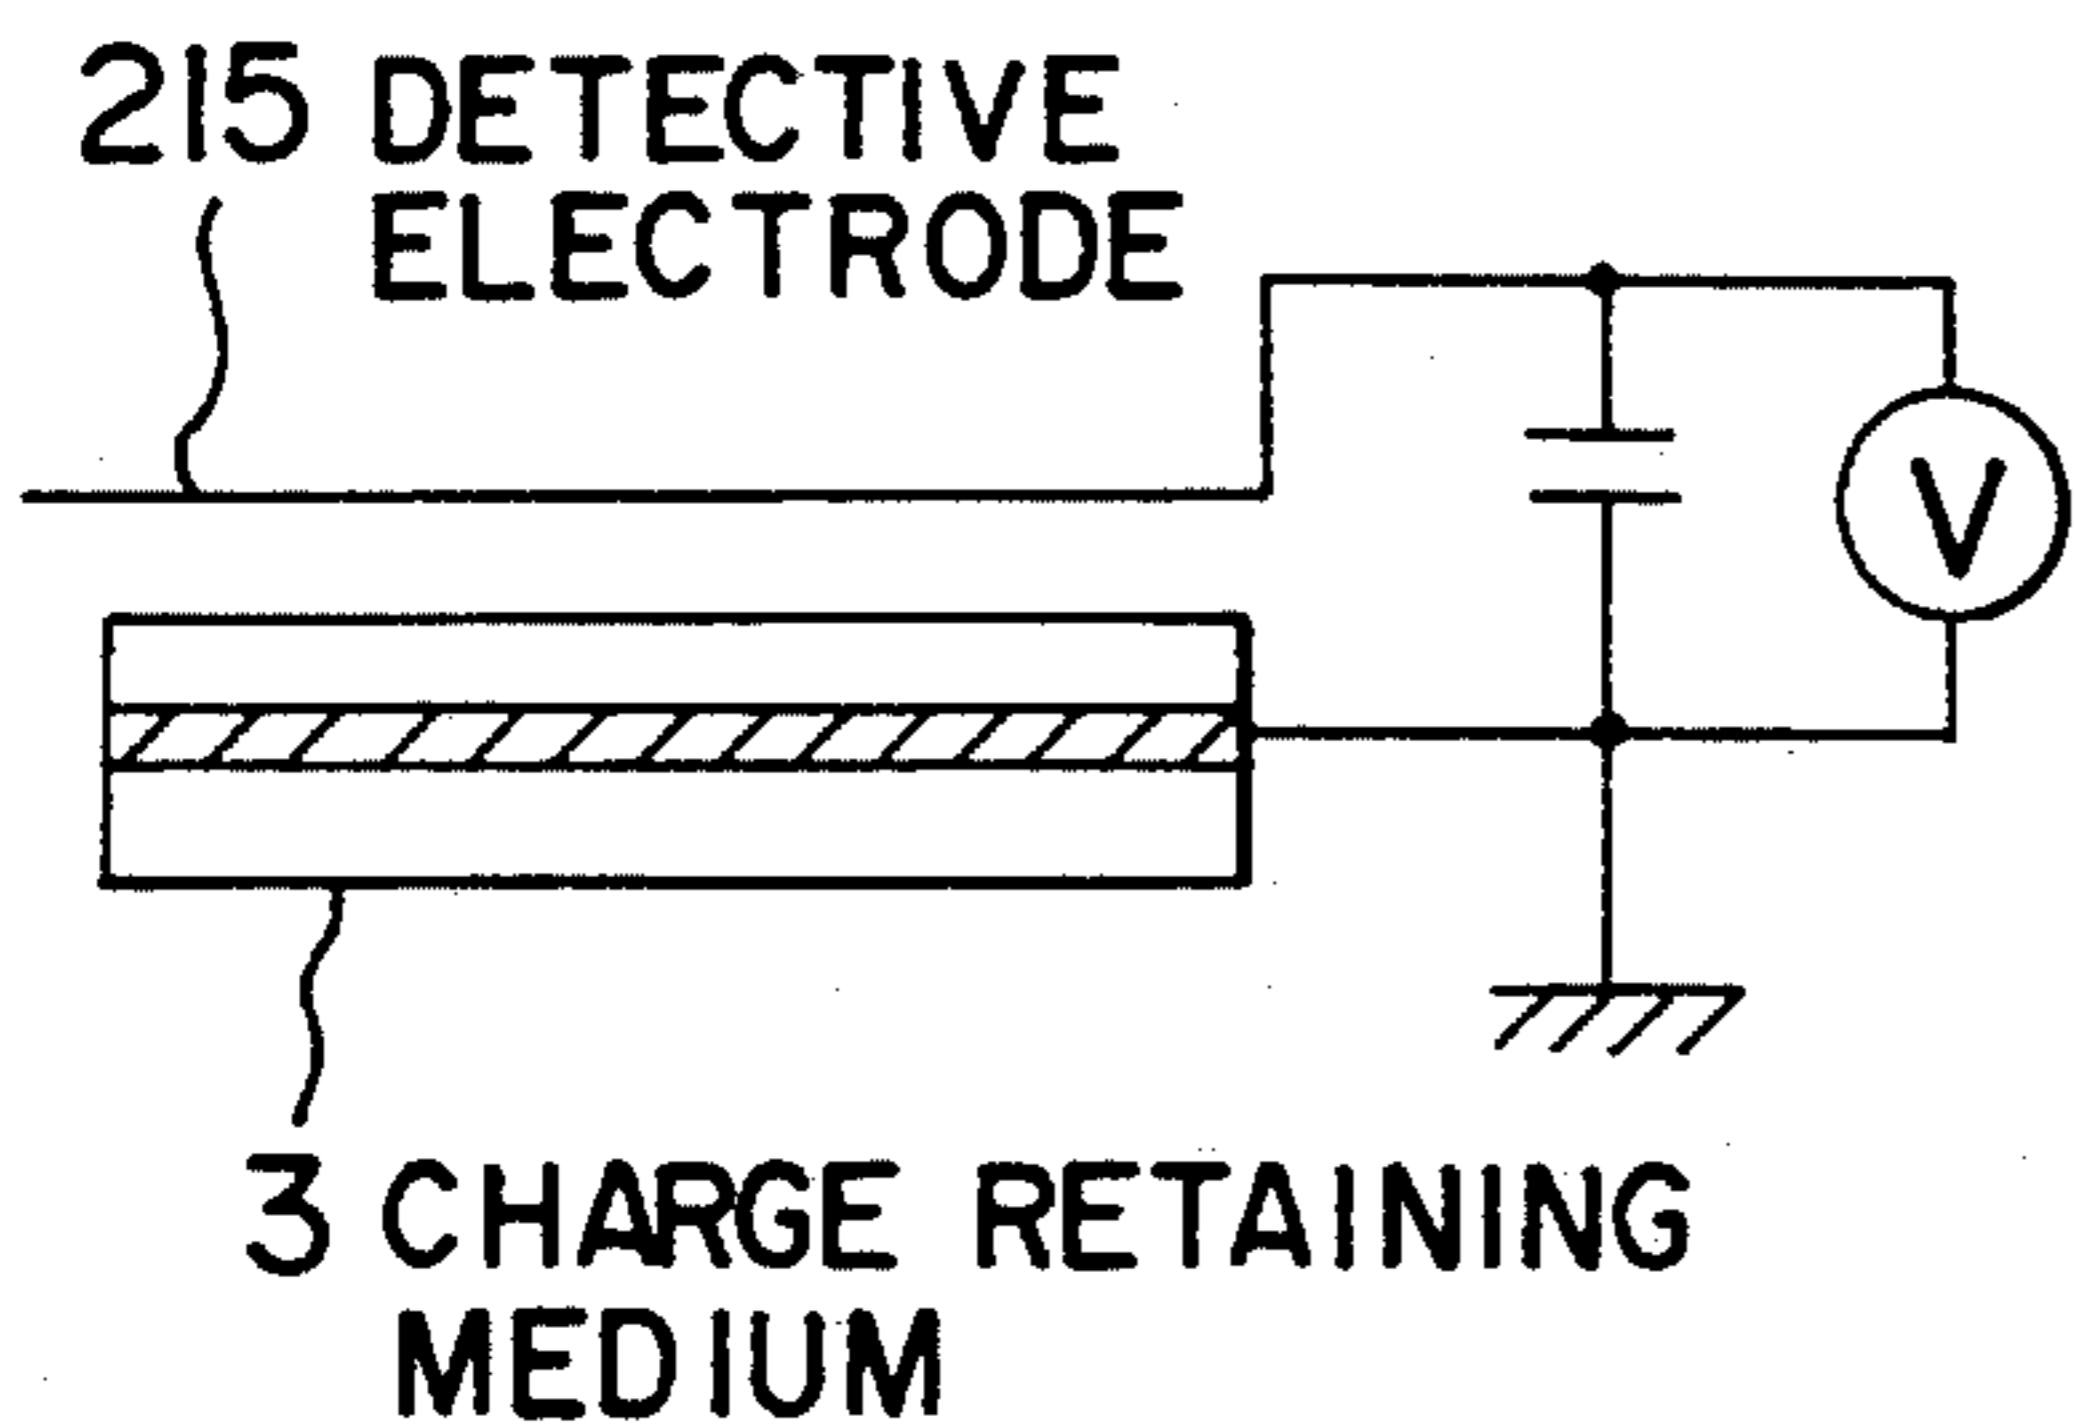 215 DETECTIVE
ELECTRODE
V
3 CHARGE RETAINING
MEDIUM